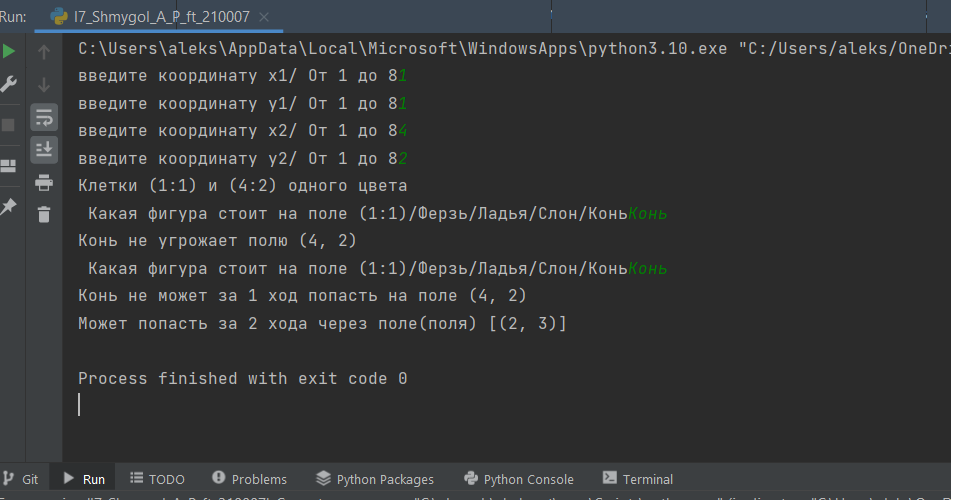 Run: I7_Shmygol_A_P_ft_210007
C:\Users\aleks\AppData\Local\Microsoft\WindowsApps\python3.10.exe "C:/Users/aleks/OneDri
введите координату x1/ От 1 до 81
введите координату y1/ От 1 до 81
введите координату x2/ От 1 до 84
введите координату y2/ От 1 до 82
Клетки (1:1) и (4:2) одного цвета
Какая фигура стоит на поле (1:1)/Ферзь/Ладья/Слон/КоньКонь
Конь не угрожает полю (4, 2)
Какая фигура стоит на поле (1:1)/Ферзь/Ладья/Слон/КоньКонь
Конь не может за 1 ход попасть на поле (4, 2)
Может попасть за 2 хода через поле(поля) [(2, 3)]
Process finished with exit code 0
Git Run TODO Problems Python Packages Python Console Terminal